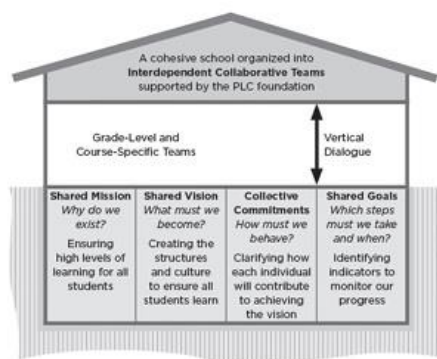 A cohesive school organized into
Interdependent Collaborative Teams
supported by the PLC foundation
Grade-Level and
Course-Specific Teams
Vertical
Dialogue
Shared Mission
Why do we
exist?
Ensuring
high levels of
learning for all
students
Shared Vision
What must we
become?
Creating the
structures
and culture
to ensure all
students learn
Collective
Commitments
How must we
behave?
Clarifying how
each individual
will contribute
to achieving
the vision
Shared Goals
Which steps
must we take
and when?
Identifying
indicators to
monitor our
progress